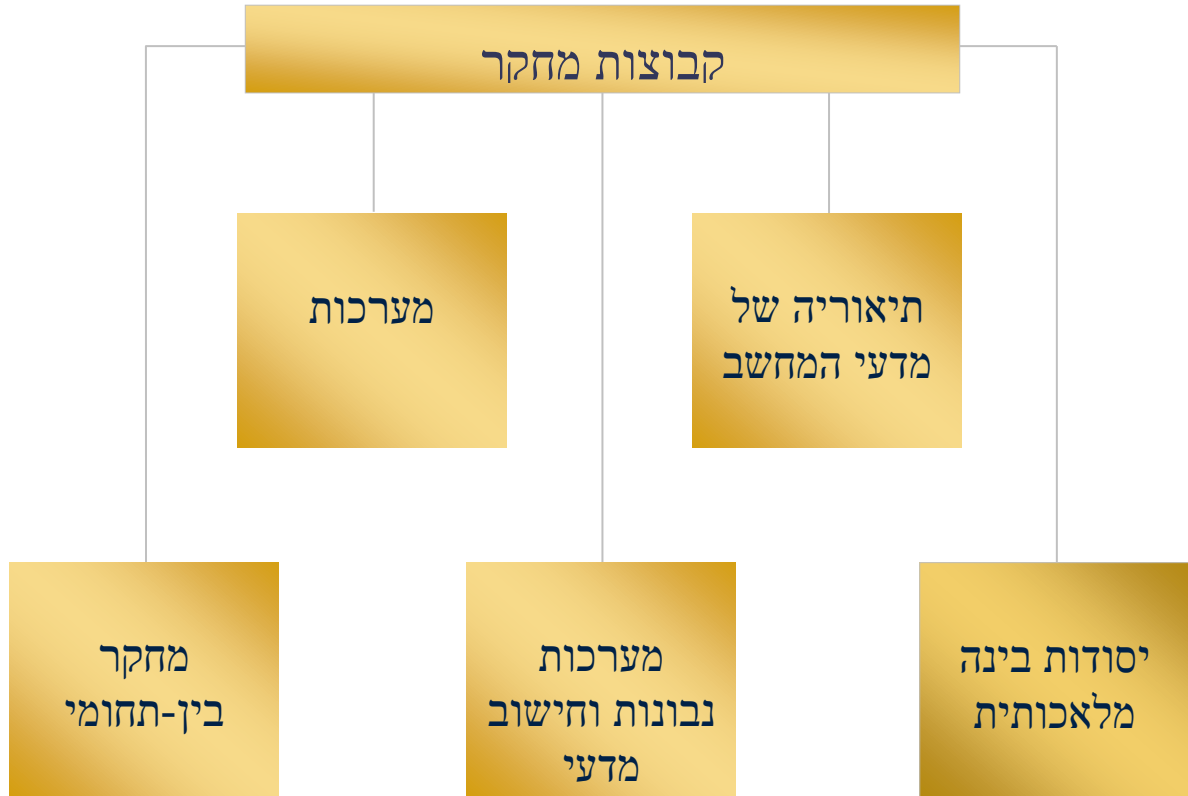 קבוצות מחקר
תיאוריה של
מדעי המחשב
מערכות
יסודות בינה
מלאכותית
מערכות
נבונות וחישוב
מדעי
מחקר
בין-תחומי